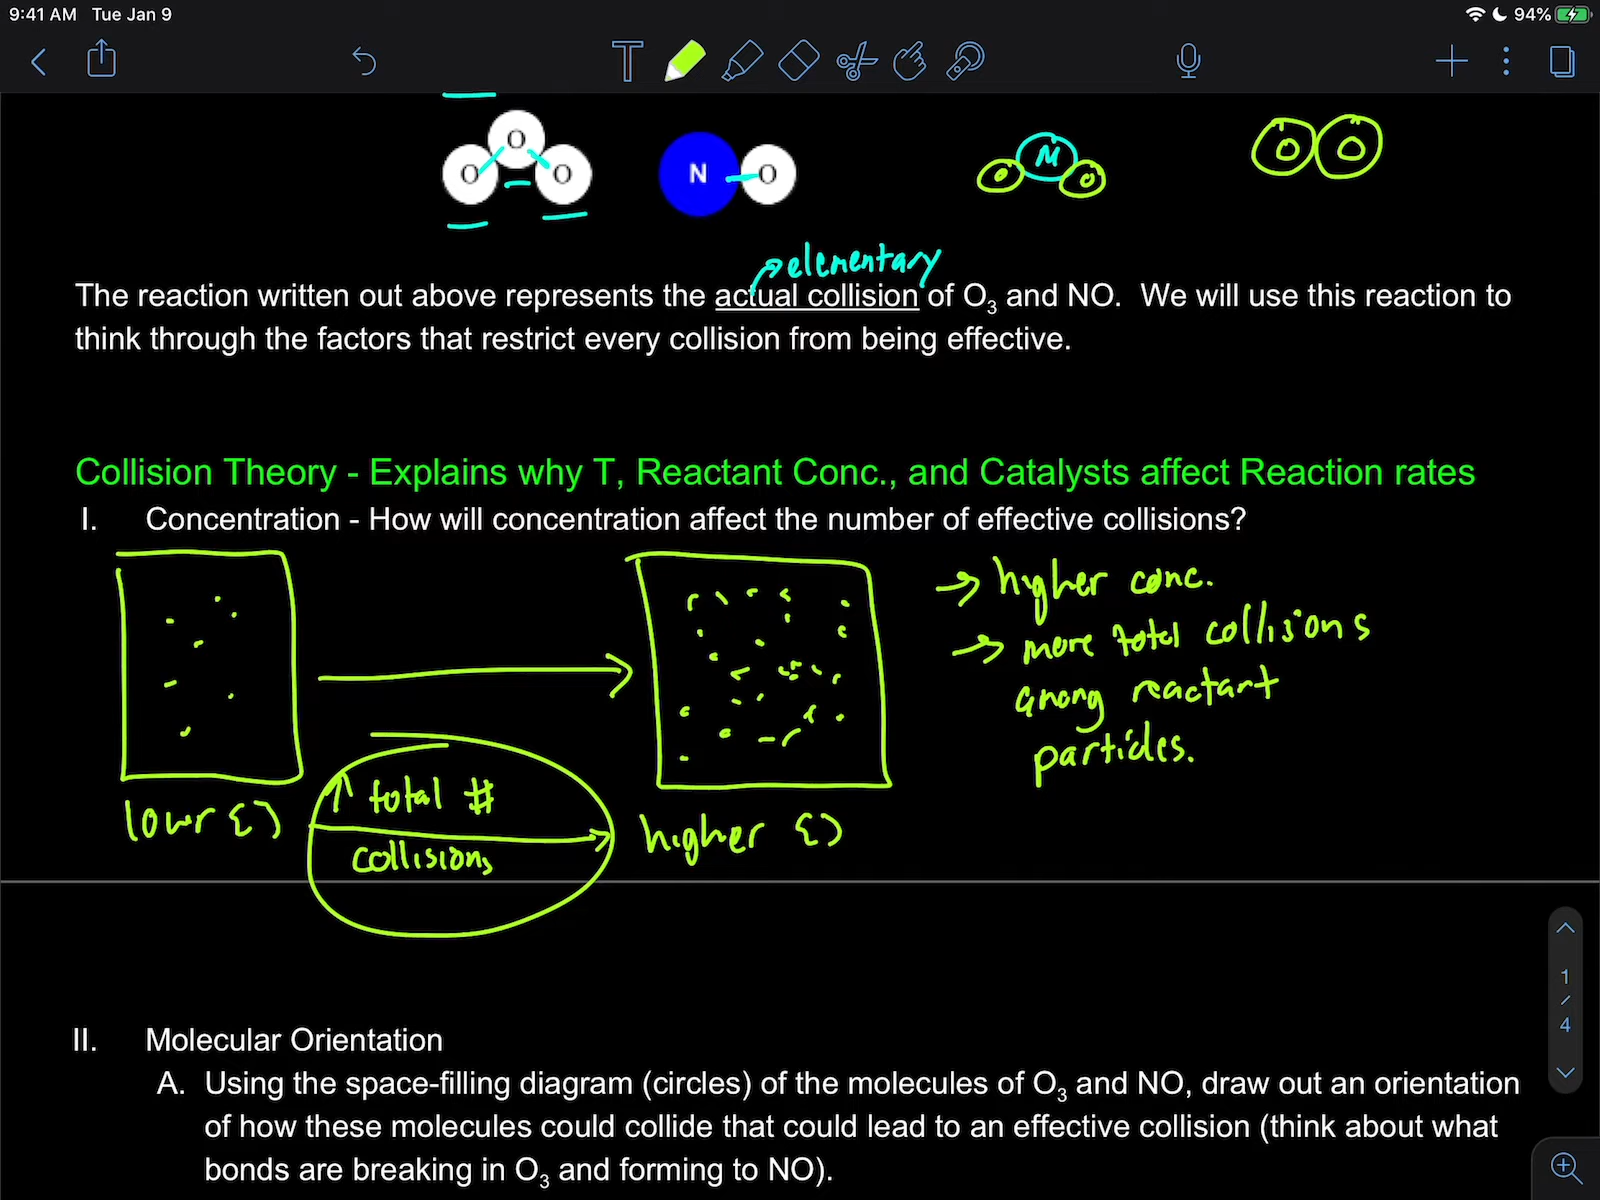 9:41 AM Tue Jan 9
94%
T
O
O O
N O
N
O O
O O
elementary
The reaction written out above represents the actual collision of O₃ and NO. We will use this reaction to
think through the factors that restrict every collision from being effective.
Collision Theory - Explains why T, Reactant Conc., and Catalysts affect Reaction rates
I. Concentration - How will concentration affect the number of effective collisions?
→ higher conc.
→ more total collisions
among reactant
particles.
↑ total #
collisions
lower []
higher []
II. Molecular Orientation
A. Using the space-filling diagram (circles) of the molecules of O₃ and NO, draw out an orientation
of how these molecules could collide that could lead to an effective collision (think about what
bonds are breaking in O₃ and forming to NO).
1
/
4